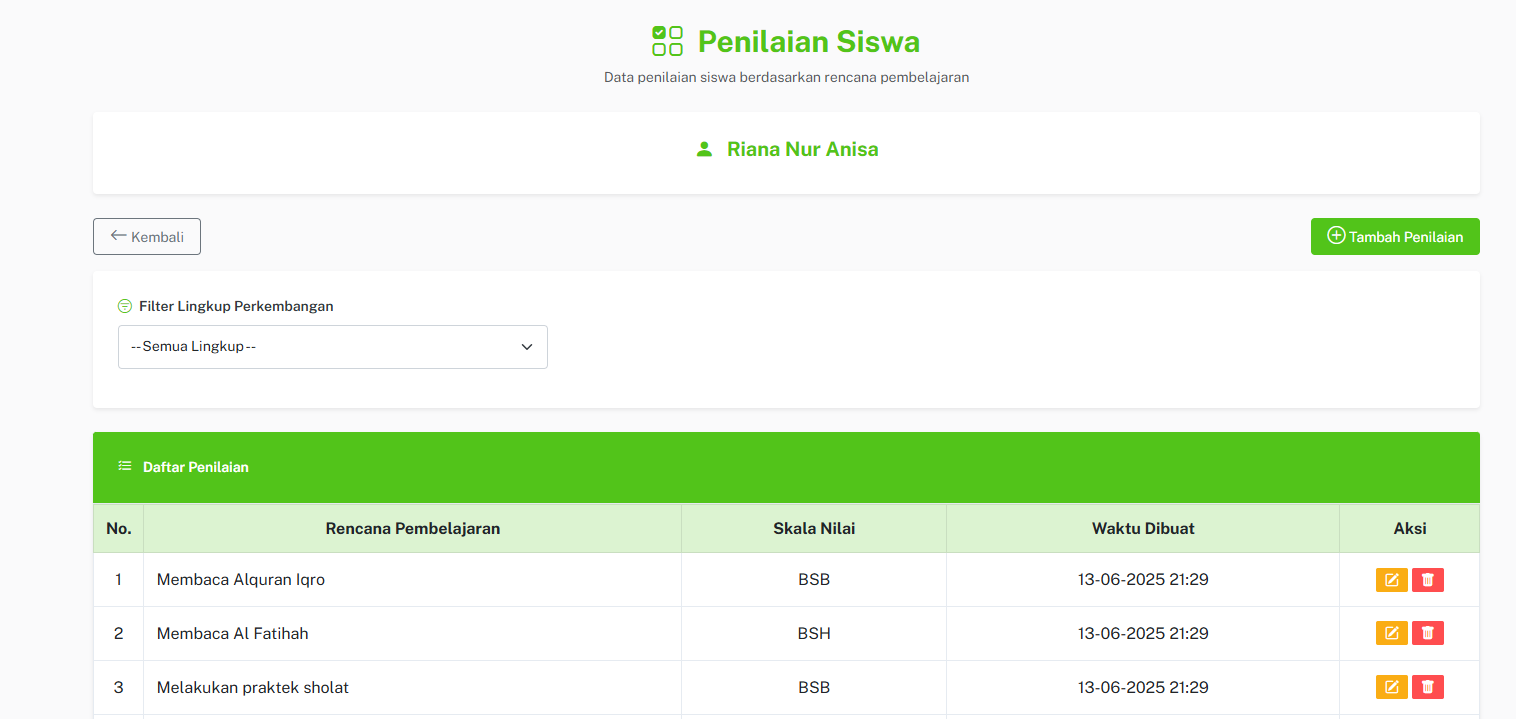 Penilaian Siswa
Data penilaian siswa berdasarkan rencana pembelajaran
Riana Nur Anisa
Kembali
Tambah Penilaian
Filter Lingkup Perkembangan
-- Semua Lingkup --
Daftar Penilaian
No. Rencana Pembelajaran Skala Nilai Waktu Dibuat Aksi
1 Membaca Alquran Iqro BSB 13-06-2025 21:29
2 Membaca Al Fatihah BSH 13-06-2025 21:29
3 Melakukan praktek sholat BSB 13-06-2025 21:29